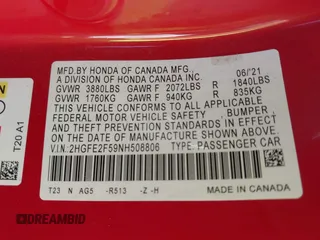 MFD.BY HONDA OF CANADA MFG., 06/21
A DIVISION OF HONDA CANADA INC.
GVWR 3880LBS GAWR F 2072LBS R 1840LBS
GVWR 1760KG GAWR F 940KG R 835KG
THIS VEHICLE CONFORMS TO ALL APPLICABLE
FEDERAL MOTOR VEHICLE SAFETY, BUMPER,
AND THEFT PREVENTION STANDARDS IN EFFECT
ON THE DATE OF MANUFACTURE SHOWN ABOVE.
V.I.N:2HGFE2F59NH508806 TYPE:PASSENGER CAR
T23 N AG5 -R513 -Z -H
MADE IN CANADA
T20 A1
DREAMBID